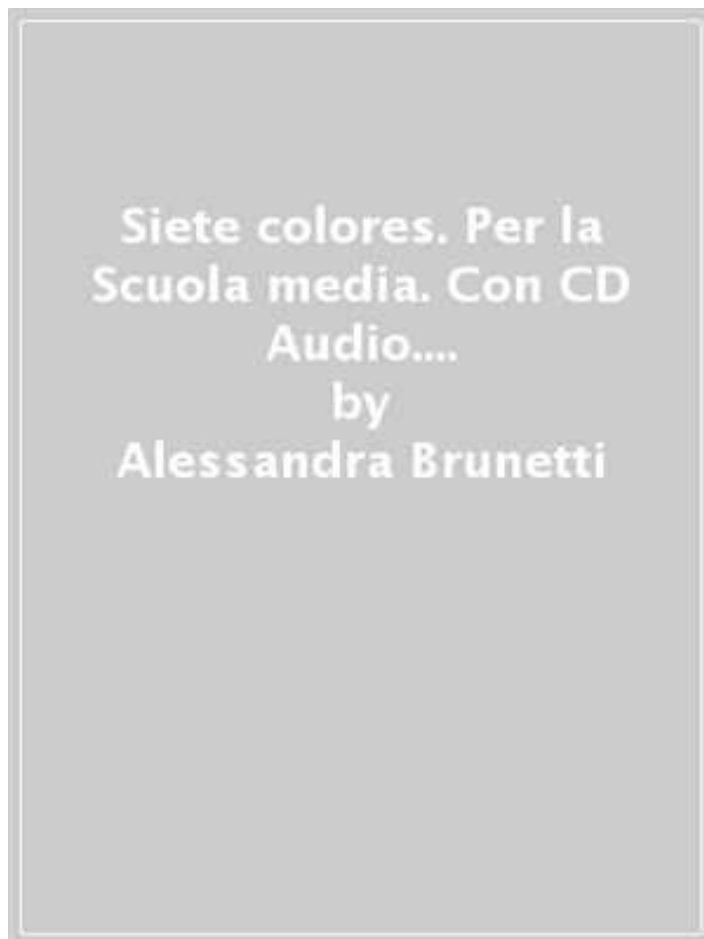 Siete colores. Per la
Scuola media. Con CD
Audio....
by
Alessandra Brunetti